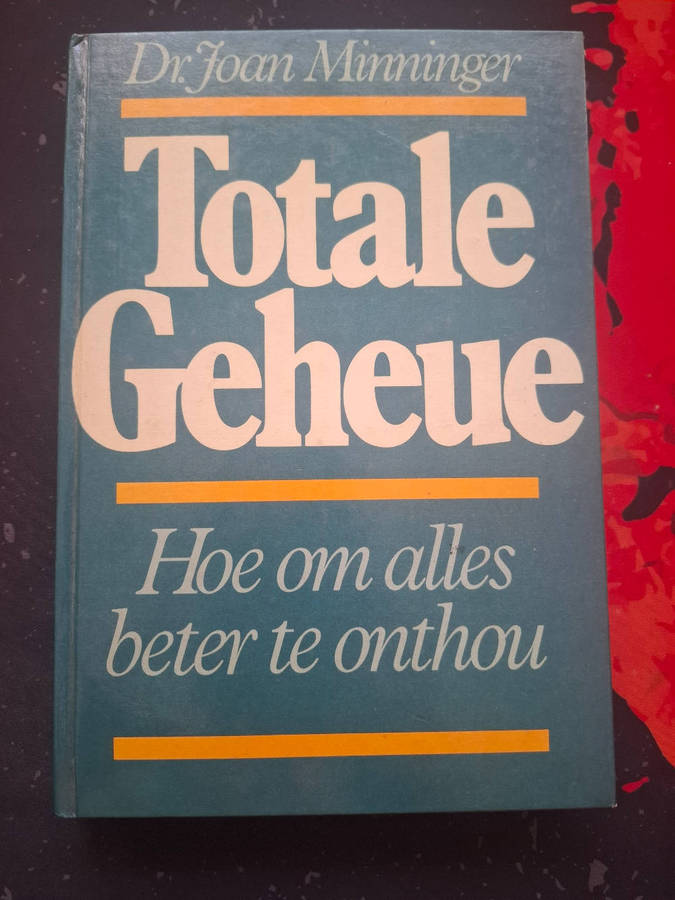 Dr. Joan Minninger
Totale
Geheue
Hoe om alles
beter te onthou